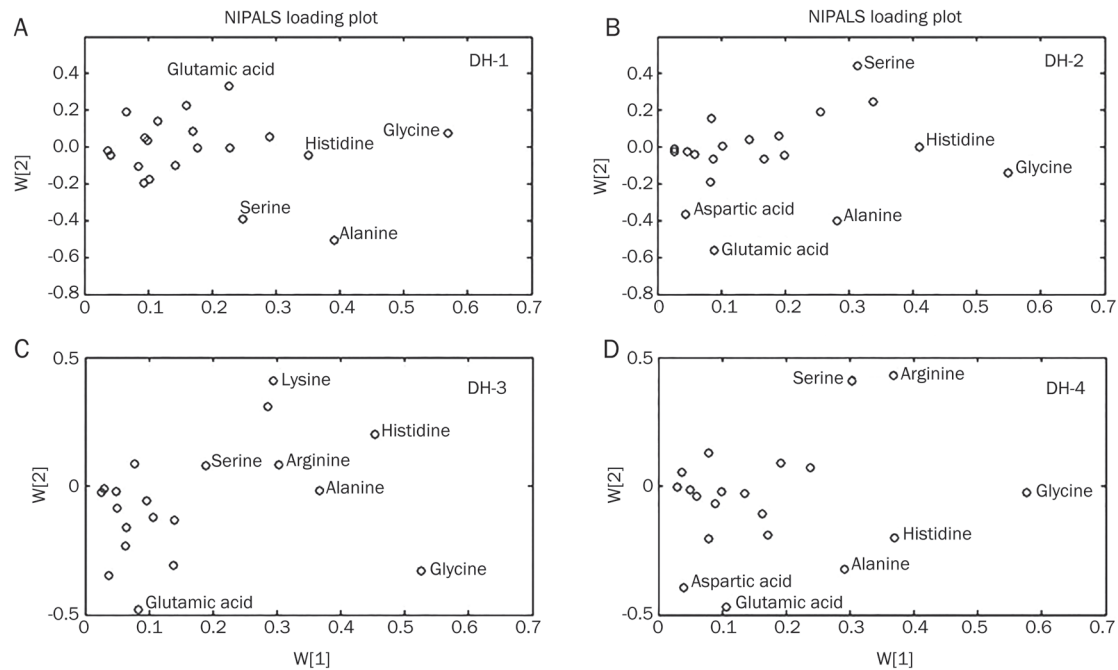 A
NIPALS loading plot
DH-1
W[2]
0.4
0.2
0.0
-0.2
-0.4
-0.6
-0.8
Glutamic acid
Glycine
Histidine
Serine
Alanine
0
0.1
0.2
0.3
0.4
0.5
0.6
0.7
B
NIPALS loading plot
DH-2
W[2]
0.4
0.2
0.0
-0.2
-0.4
-0.6
-0.8
Serine
Histidine
Glycine
Aspartic acid
Alanine
Glutamic acid
0
0.1
0.2
0.3
0.4
0.5
0.6
0.7
C
DH-3
W[2]
0.5
0
-0.5
Lysine
Histidine
Serine
Arginine
Alanine
Glycine
Glutamic acid
0
0.1
0.2
0.3
0.4
0.5
0.6
0.7
W[1]
D
DH-4
W[2]
0.5
0
-0.5
Serine
Arginine
Glycine
Histidine
Alanine
Aspartic acid
Glutamic acid
0
0.1
0.2
0.3
0.4
0.5
0.6
0.7
W[1]